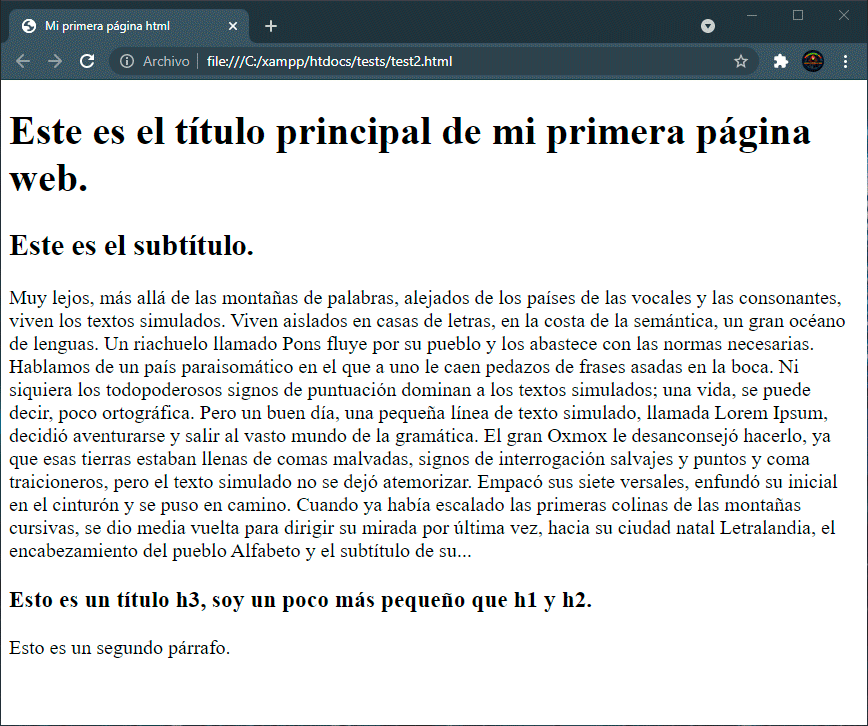 Mi primera página html
Archivo file:///C:/xampp/htdocs/tests/test2.html
Este es el título principal de mi primera página
web.
Este es el subtítulo.
Muy lejos, más allá de las montañas de palabras, alejados de los países de las vocales y las consonantes,
viven los textos simulados. Viven aislados en casas de letras, en la costa de la semántica, un gran océano
de lenguas. Un riachuelo llamado Pons fluye por su pueblo y los abastece con las normas necesarias.
Hablamos de un país paraisomático en el que a uno le caen pedazos de frases asadas en la boca. Ni
siquiera los todopoderosos signos de puntuación dominan a los textos simulados; una vida, se puede
decir, poco ortográfica. Pero un buen día, una pequeña línea de texto simulado, llamada Lorem Ipsum,
decidió aventurarse y salir al vasto mundo de la gramática. El gran Oxmox le desanconsejó hacerlo, ya
que esas tierras estaban llenas de comas malvadas, signos de interrogación salvajes y puntos y coma
traicioneros, pero el texto simulado no se dejó atemorizar. Empacó sus siete versales, enfundó su inicial
en el cinturón y se puso en camino. Cuando ya había escalado las primeras colinas de las montañas
cursivas, se dio media vuelta para dirigir su mirada por última vez, hacia su ciudad natal Letralandia, el
encabezamiento del pueblo Alfabeto y el subtítulo de su...
Esto es un título h3, soy un poco más pequeño que h1 y h2.
Esto es un segundo párrafo.